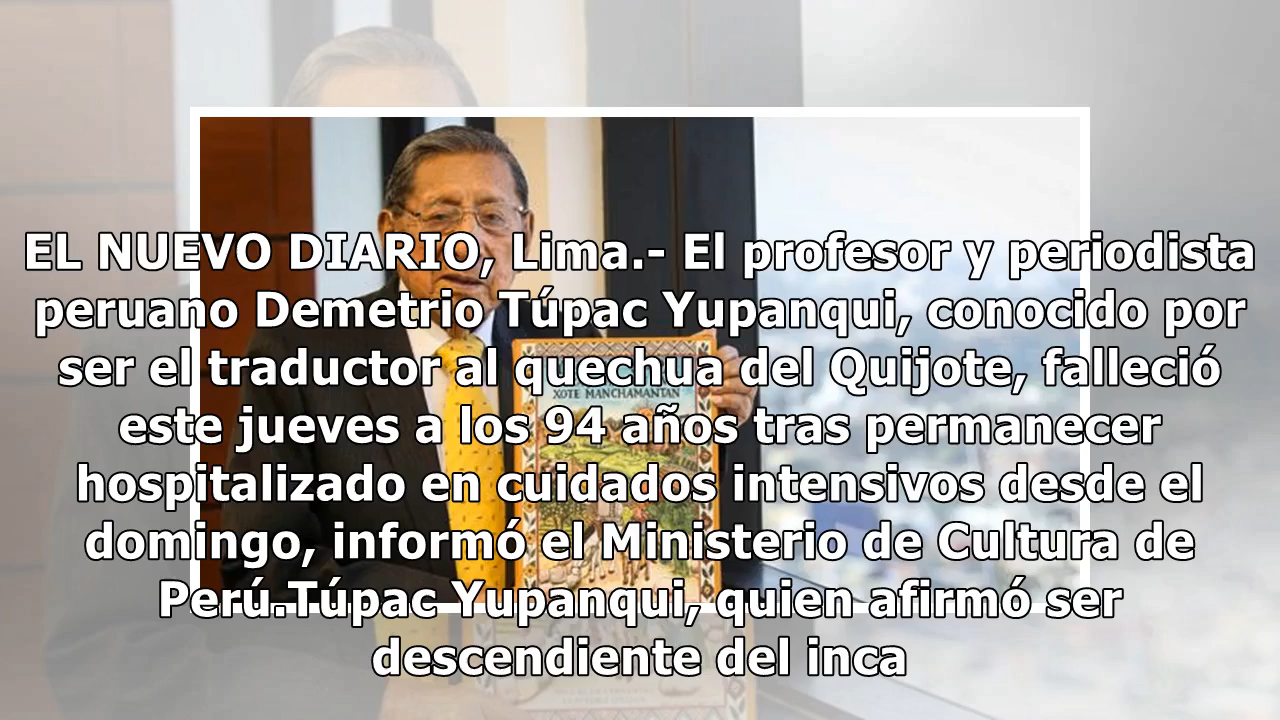 EL NUEVO DIARIO, Lima.- El profesor y periodista
peruano Demetrio Túpac Yupanqui, conocido por
ser el traductor al quechua del Quijote, falleció
XOTE MANCHAMANTAN
este jueves a los 94 años tras permanecer
hospitalizado en cuidados intensivos desde el
domingo, informó el Ministerio de Cultura de
Perú.Túpac Yupanqui, quien afirmó ser
descendiente del inca